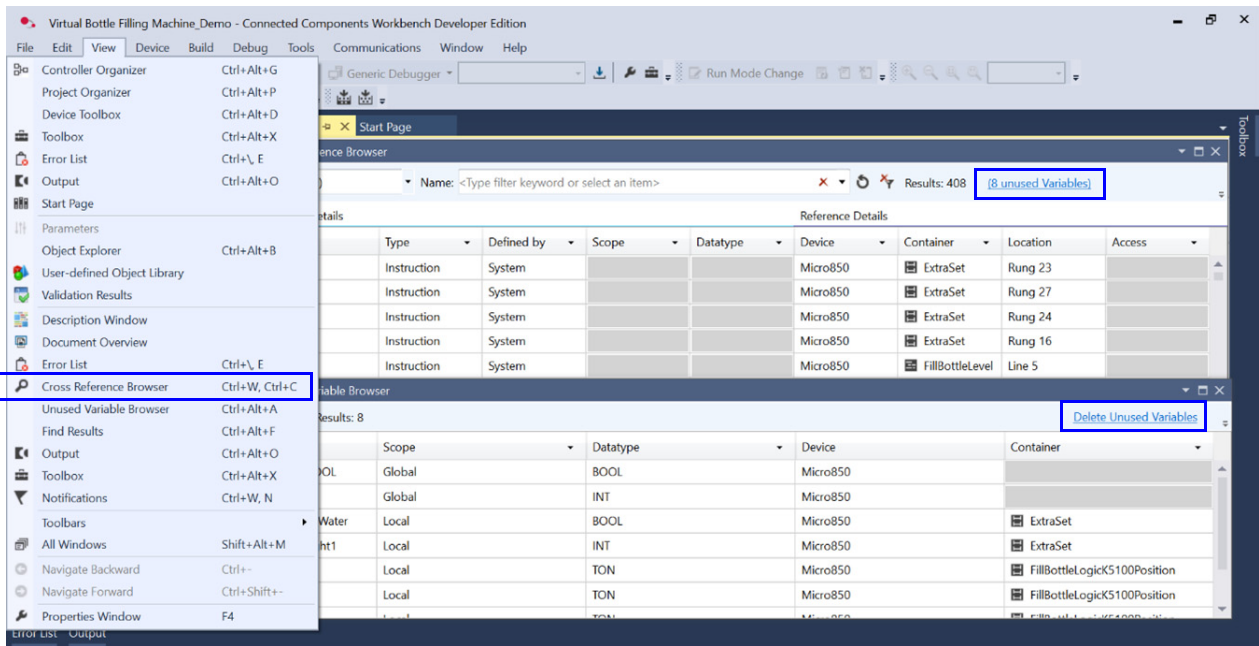 Virtual Bottle Filling Machine_Demo - Connected Components Workbench Developer Edition
File Edit View Device Build Debug Tools Communications Window Help
Controller Organizer Ctrl+Alt+G
Project Organizer Ctrl+Alt+P
Device Toolbox Ctrl+Alt+D
Toolbox Ctrl+Alt+X
Error List Ctrl+\, E
Output Ctrl+Alt+O
Start Page
Parameters
Object Explorer Ctrl+Alt+B
User-defined Object Library
Validation Results
Description Window
Document Overview
Error List Ctrl+\, E
Cross Reference Browser Ctrl+W, Ctrl+C
Unused Variable Browser Ctrl+Alt+A
Find Results Ctrl+Alt+F
Output Ctrl+Alt+O
Toolbox Ctrl+Alt+X
Notifications Ctrl+W, N
Toolbars
All Windows Shift+Alt+M
Navigate Backward Ctrl+-
Navigate Forward Ctrl+Shift+-
Properties Window F4
Error List Output
Generic Debugger Run Mode Change
Start Page
Toolbox
ence Browser
) Name: <Type filter keyword or select an item> Results: 408 (8 unused Variables)
etails Reference Details
Type Defined by Scope Datatype Device Container Location Access
Instruction System Micro850 ExtraSet Rung 23
Instruction System Micro850 ExtraSet Rung 27
Instruction System Micro850 ExtraSet Rung 24
Instruction System Micro850 ExtraSet Rung 16
Instruction System Micro850 FillBottleLevel Line 5
riable Browser
Results: 8 Delete Unused Variables
Scope Datatype Device Container
OOL Global BOOL Micro850
Global INT Micro850
Water Local BOOL Micro850 ExtraSet
ht1 Local INT Micro850 ExtraSet
Local TON Micro850 FillBottleLogicK5100Position
Local TON Micro850 FillBottleLogicK5100Position
Local TON Micro850 FillBottleLogicK5100Position